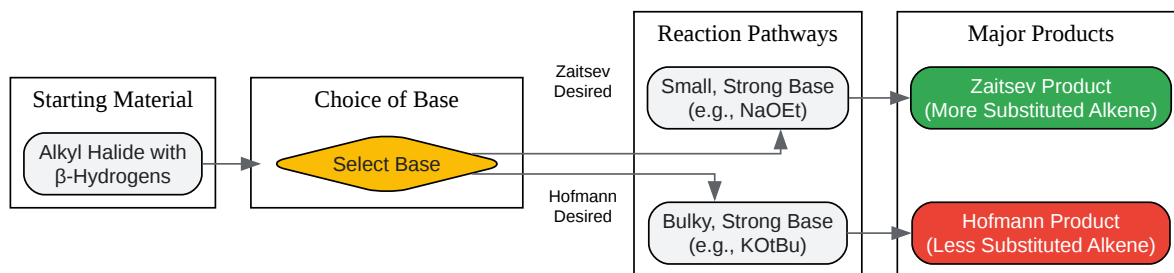 Starting Material
Alkyl Halide with
β-Hydrogens
Choice of Base
Select Base
Zaitsev
Desired
Hofmann
Desired
Reaction Pathways
Small, Strong Base
(e.g., NaOEt)
Bulky, Strong Base
(e.g., KOtBu)
Major Products
Zaitsev Product
(More Substituted Alkene)
Hofmann Product
(Less Substituted Alkene)